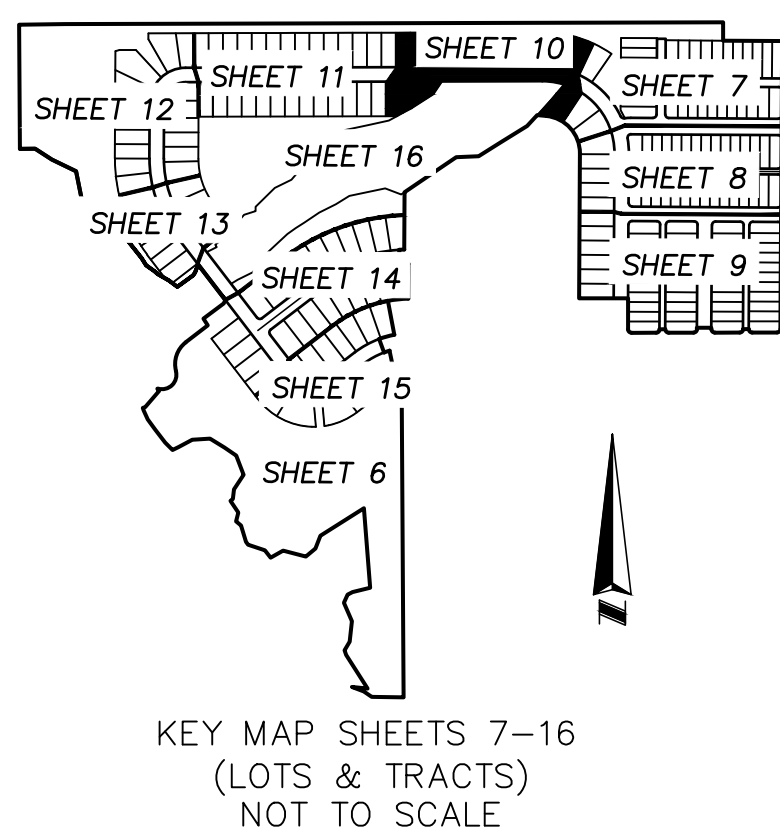 SHEET 10
SHEET 11
SHEET 7
SHEET 12
SHEET 16
SHEET 8
SHEET 13
SHEET 9
SHEET 14
SHEET 15
SHEET 6
N
KEY MAP SHEETS 7-16
(LOTS & TRACTS)
NOT TO SCALE